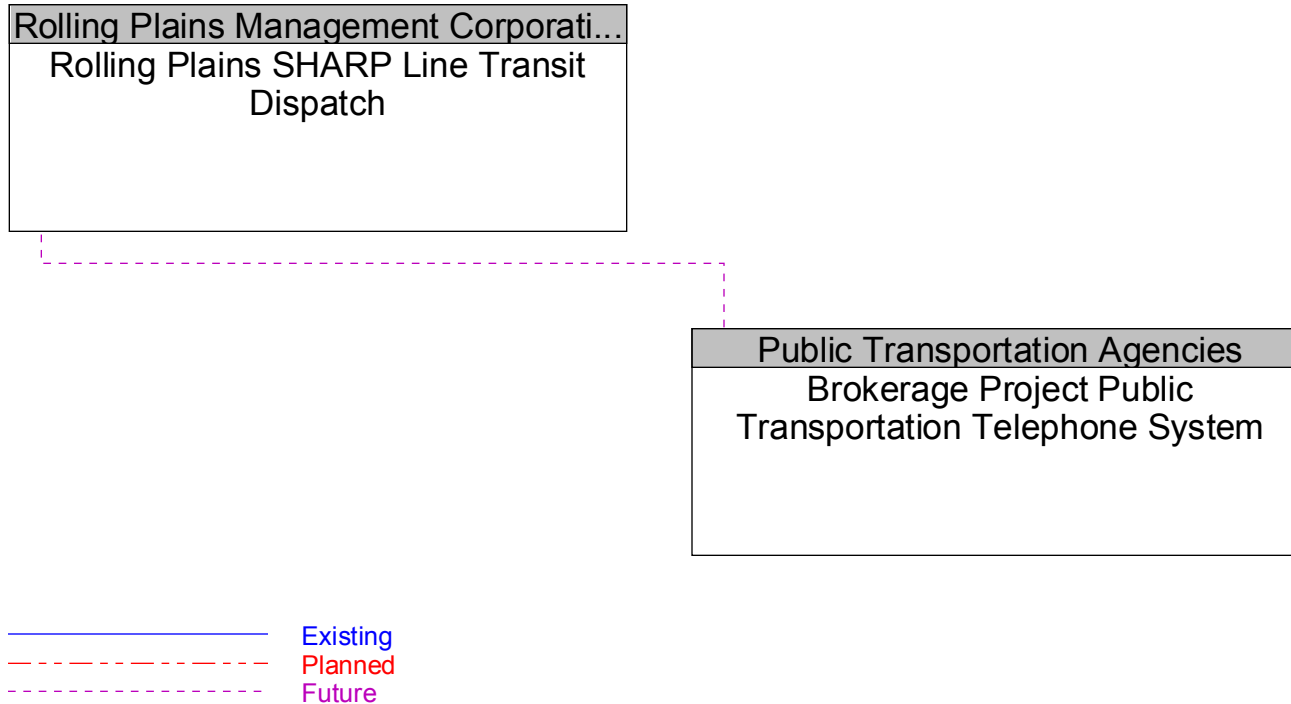 Rolling Plains Management Corporati...
Rolling Plains SHARP Line Transit
Dispatch
Public Transportation Agencies
Brokerage Project Public
Transportation Telephone System
Existing
Planned
Future